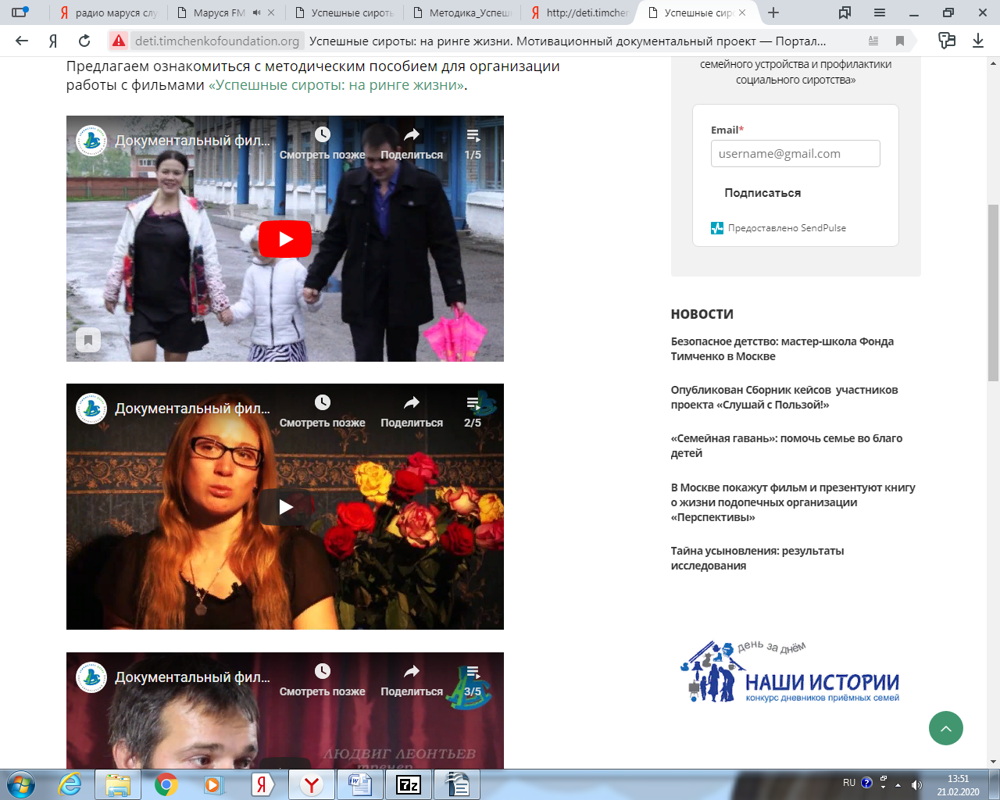 радио маруся слу
Маруся FM
Успешные сироть
Методика_Успеш
http://deti.timchen
Успешные сиро
deti.timchenkofoundation.org Успешные сироты: на ринге жизни. Мотивационный документальный проект — Портал...
Предлагаем ознакомиться с методическим пособием для организации
работы с фильмами «Успешные сироты: на ринге жизни».
Документальный фил...
Смотреть позже
Поделиться
1/5
Документальный фил...
Смотреть позже
Поделиться
2/5
Документальный фил...
Смотреть позже
Поделиться
3/5
ЛЮДВИГ ЛЕОНТЬЕВ
тренер
семейного устройства и профилактики
социального сиротства»
Email*
username@gmail.com
Подписаться
Предоставлено SendPulse
НОВОСТИ
Безопасное детство: мастер-школа Фонда
Тимченко в Москве
Опубликован Сборник кейсов участников
проекта «Слушай с Пользой!»
«Семейная гавань»: помочь семье во благо
детей
В Москве покажут фильм и презентуют книгу
о жизни подопечных организации
«Перспективы»
Тайна усыновления: результаты
исследования
день за днём
НАШИ ИСТОРИИ
конкурс дневников приёмных семей
RU
13:51
21.02.2020